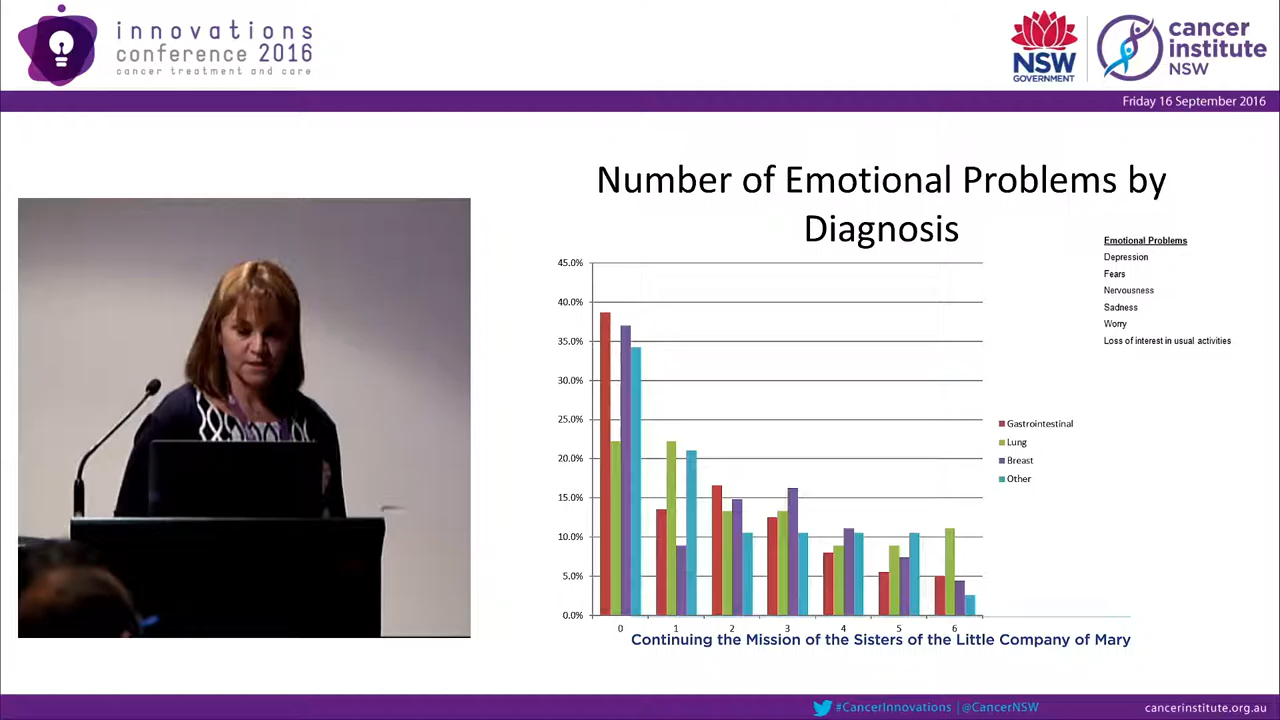 innovations
conference 2016
cancer treatment and care
NSW
GOVERNMENT
cancer
institute
NSW
Friday 16 September 2016
Number of Emotional Problems by
Diagnosis
Emotional Problems
Depression
Fears
Nervousness
Sadness
Worry
Loss of interest in usual activities
45.0%
40.0%
35.0%
30.0%
25.0%
20.0%
15.0%
10.0%
5.0%
0.0%
0 1 2 3 4 5 6
Gastrointestinal
Lung
Breast
Other
Continuing the Mission of the Sisters of the Little Company of Mary
#CancerInnovations | @CancerNSW
cancerinstitute.org.au